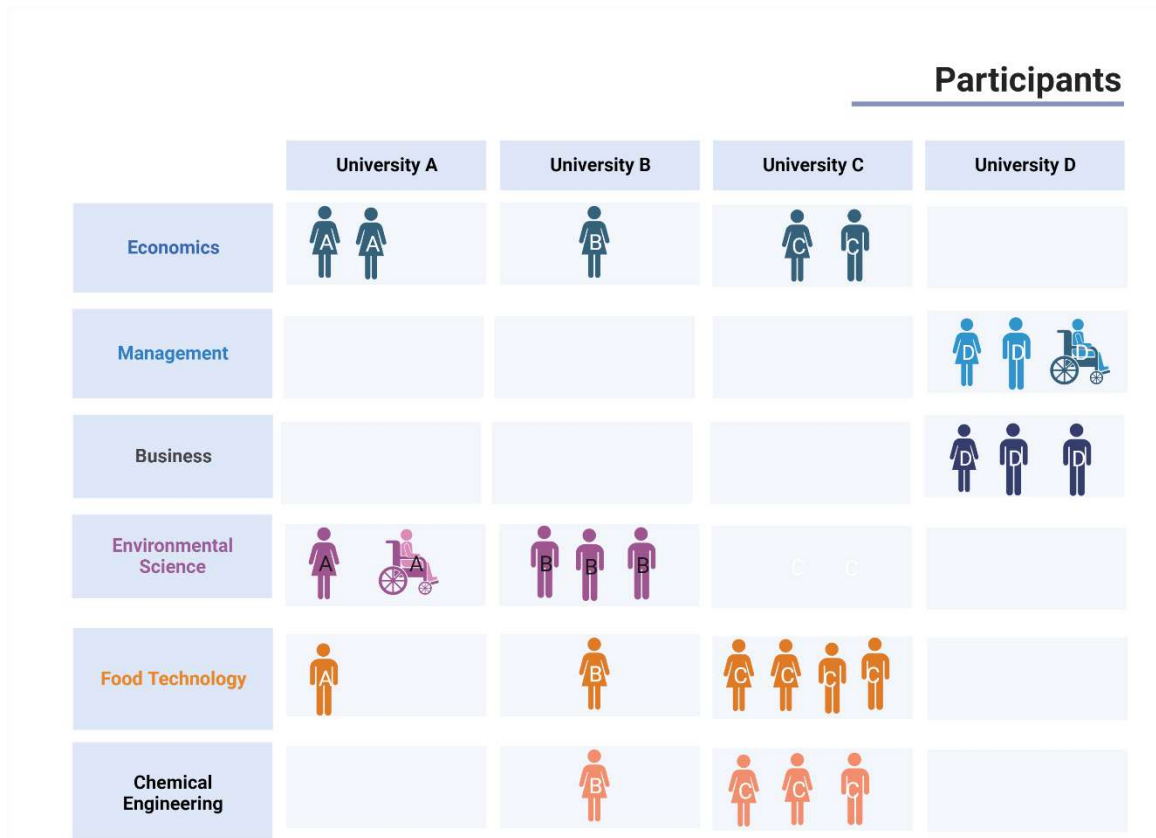 Participants
University A University B University C University D
Economics A A B C C
Management D D D
Business D D D
Environmental
Science A A B B B C C
Food Technology A B C C C C
Chemical
Engineering B C C C